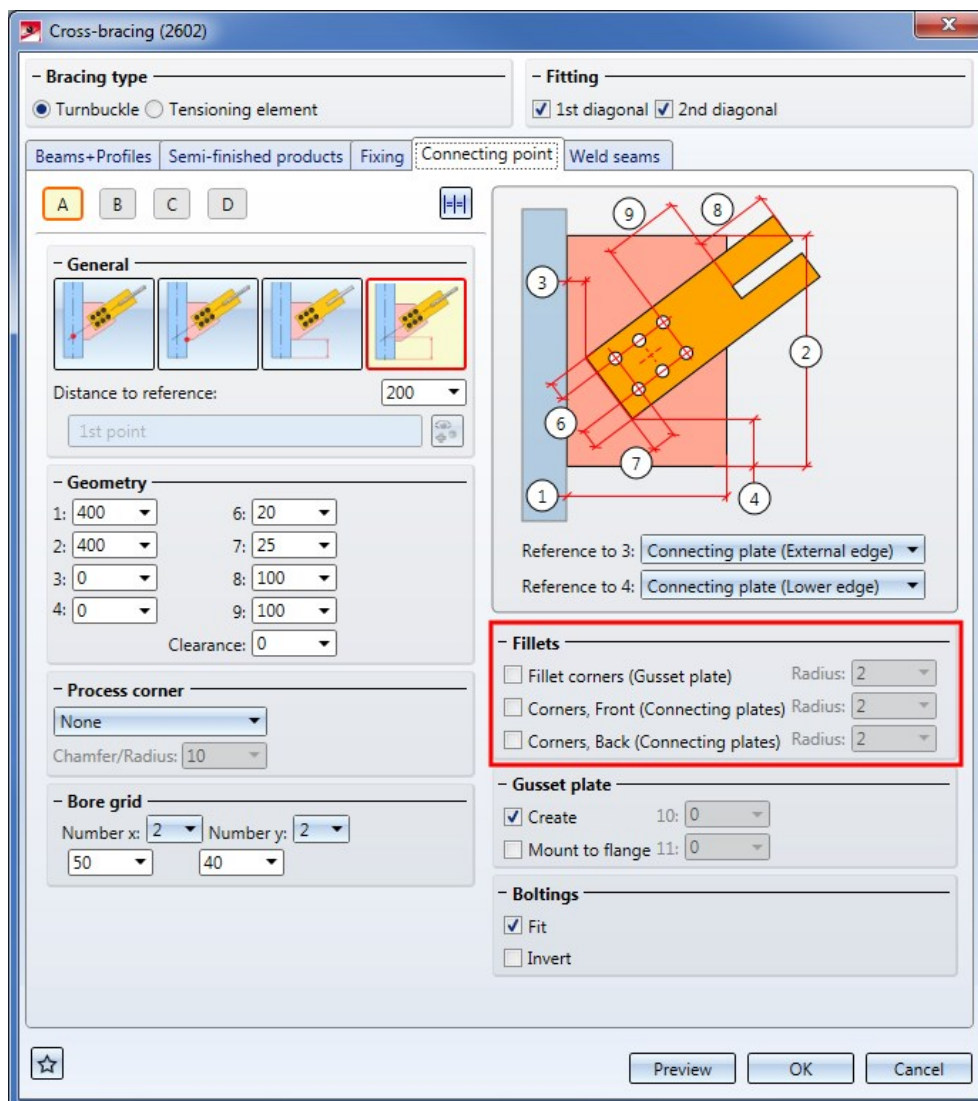 Cross-bracing (2602)
Bracing type
Turnbuckle Tensioning element
Fitting
1st diagonal 2nd diagonal
Beams+Profiles Semi-finished products Fixing Connecting point Weld seams
A B C D
General
Distance to reference: 200
1st point
Geometry
1: 400 6: 20
2: 400 7: 25
3: 0 8: 100
4: 0 9: 100
Clearance: 0
Process corner
None
Chamfer/Radius: 10
Bore grid
Number x: 2 Number y: 2
50 40
9 8
3
2
6
7
1 4
Reference to 3: Connecting plate (External edge)
Reference to 4: Connecting plate (Lower edge)
Fillets
Fillet corners (Gusset plate) Radius: 2
Corners, Front (Connecting plates) Radius: 2
Corners, Back (Connecting plates) Radius: 2
Gusset plate
Create 10: 0
Mount to flange 11: 0
Boltings
Fit
Invert
Preview OK Cancel